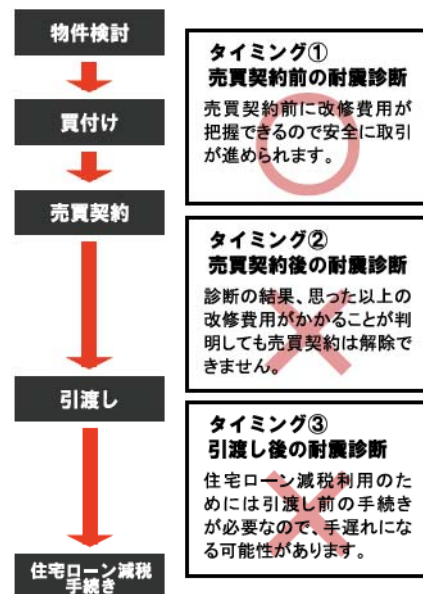 物件検討
買付け
売買契約
引渡し
住宅ローン減税
手続き
タイミング①
売買契約前の耐震診断
売買契約前に改修費用が
把握できるので安全に取引
が進められます。
タイミング②
売買契約後の耐震診断
診断の結果、思った以上の
改修費用がかかることが判
明しても売買契約は解除で
きません。
タイミング③
引渡し後の耐震診断
住宅ローン減税利用のた
めには引渡し前の手続き
が必要なので、手遅れにな
る可能性があります。